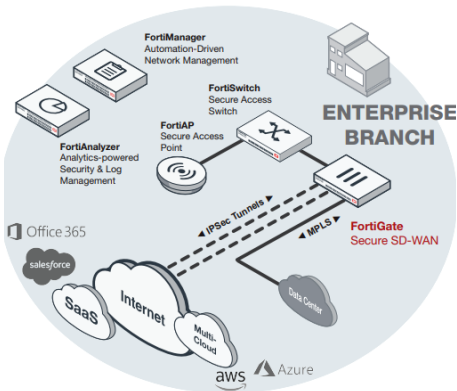 FortiManager
Automation-Driven
Network Management
FortiSwitch
Secure Access
Switch
ENTERPRISE
BRANCH
FortiAP
Secure Access
Point
FortiAnalyzer
Analytics-powered
Security & Log
Management
IPSec Tunnels
MPLS
FortiGate
Secure SD-WAN
Office 365
salesforce
SaaS
Internet
Multi-
Cloud
Data Center
aws
Azure